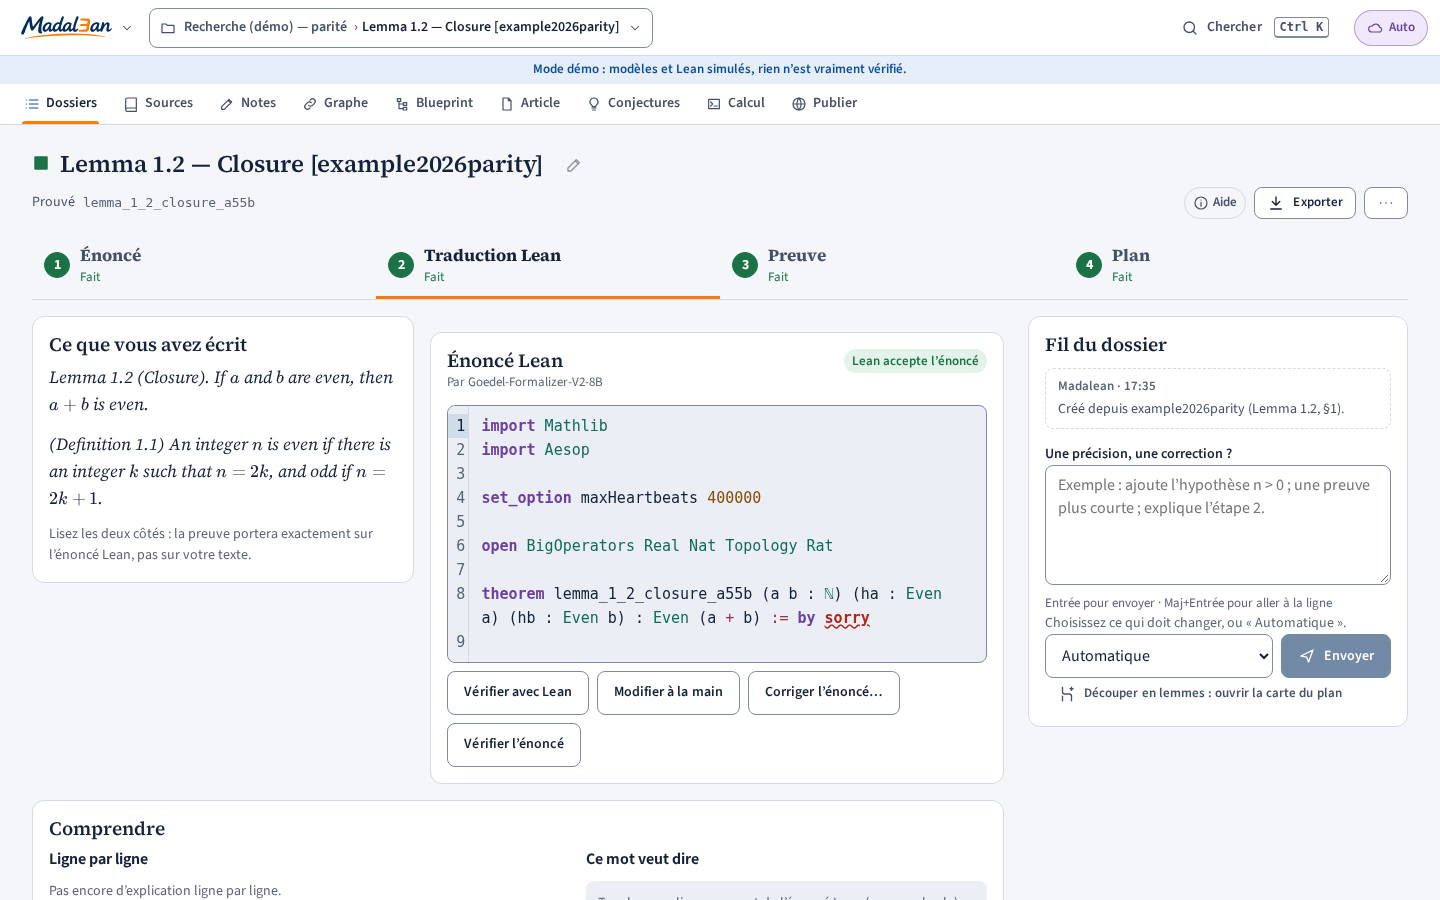 Madal3an
Recherche (démo) — parité › Lemma 1.2 — Closure [example2026parity]
Chercher Ctrl K
Auto
Mode démo : modèles et Lean simulés, rien n’est vraiment vérifié.
Dossiers Sources Notes Graphe Blueprint Article Conjectures Calcul Publier
Lemma 1.2 — Closure [example2026parity]
Prouvé lemma_1_2_closure_a55b
Aide Exporter ···
1 Énoncé
Fait
2 Traduction Lean
Fait
3 Preuve
Fait
4 Plan
Fait
Ce que vous avez écrit
Lemma 1.2 (Closure). If a and b are even, then
a + b is even.
(Definition 1.1) An integer n is even if there is
an integer k such that n = 2k, and odd if n =
2k + 1.
Lisez les deux côtés : la preuve portera exactement sur
l’énoncé Lean, pas sur votre texte.
Énoncé Lean
Lean accepte l’énoncé
Par Goedel-Formalizer-V2-8B
1 import Mathlib
2 import Aesop
3
4 set_option maxHeartbeats 400000
5
6 open BigOperators Real Nat Topology Rat
7
8 theorem lemma_1_2_closure_a55b (a b : ℕ) (ha : Even
a) (hb : Even b) : Even (a + b) := by sorry
9
Vérifier avec Lean Modifier à la main Corriger l’énoncé…
Vérifier l’énoncé
Fil du dossier
Madalean · 17:35
Créé depuis example2026parity (Lemma 1.2, §1).
Une précision, une correction ?
Exemple : ajoute l’hypothèse n > 0 ; une preuve
plus courte ; explique l’étape 2.
Entrée pour envoyer · Maj+Entrée pour aller à la ligne
Choisissez ce qui doit changer, ou « Automatique ».
Automatique Envoyer
Découper en lemmes : ouvrir la carte du plan
Comprendre
Ligne par ligne
Pas encore d’explication ligne par ligne.
Ce mot veut dire